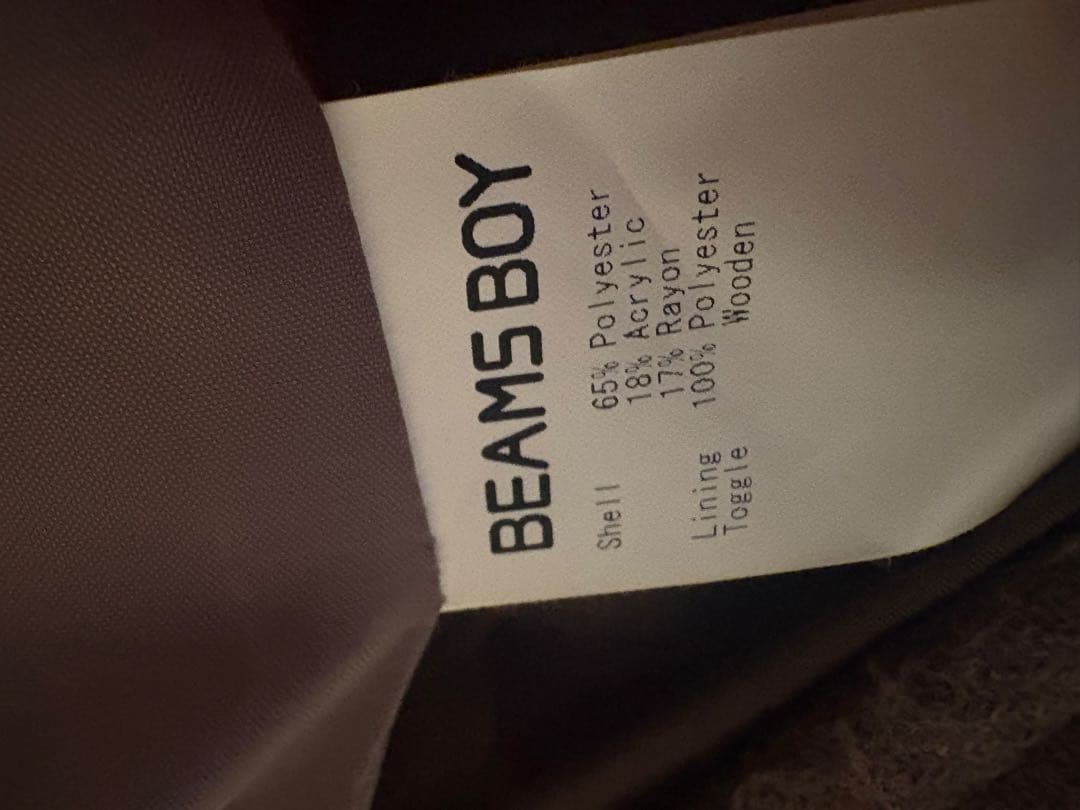 BEAMS BOY
Shell 65% Polyester
18% Acrylic
17% Rayon
Lining 100% Polyester
Toggle Wooden